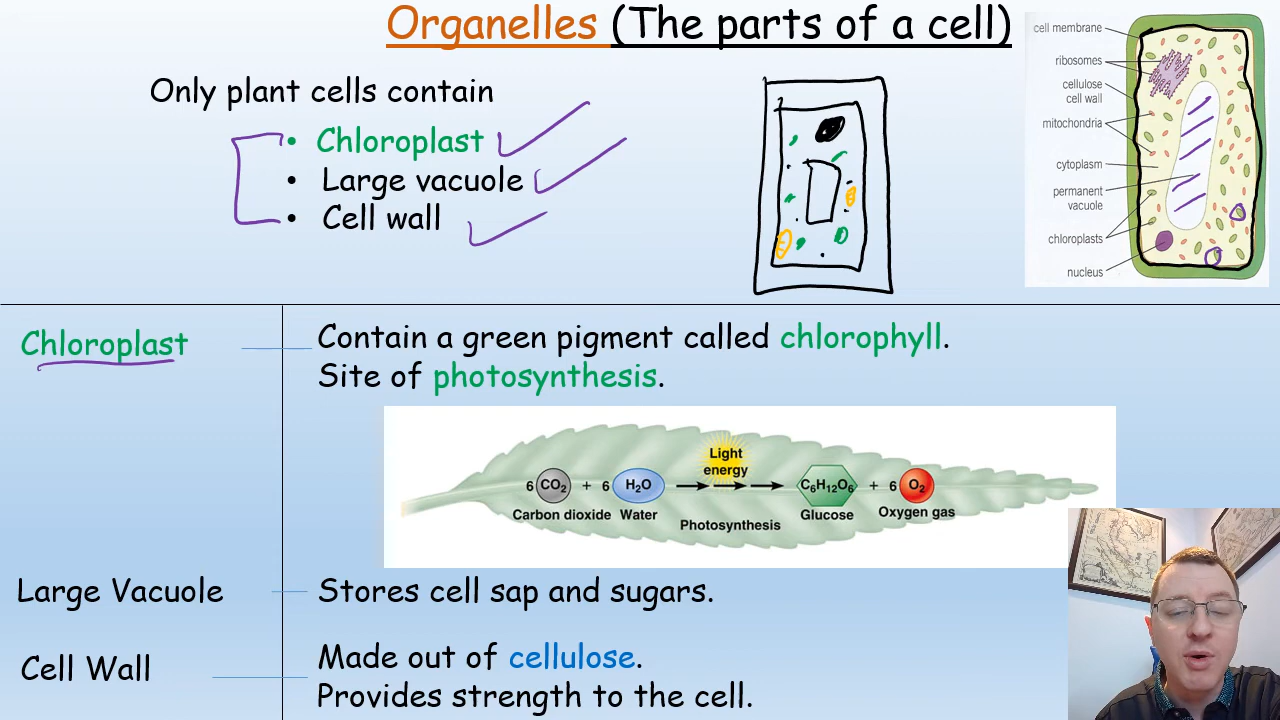 Organelles (The parts of a cell)
Only plant cells contain
• Chloroplast
• Large vacuole
• Cell wall
cell membrane
ribosomes
cellulose
cell wall
mitochondria
cytoplasm
permanent
vacuole
chloroplasts
nucleus
Chloroplast
Contain a green pigment called chlorophyll.
Site of photosynthesis.
Light
energy
6 CO₂ + 6 H₂O C₆H₁₂O₆ + 6 O₂
Carbon dioxide Water Photosynthesis Glucose Oxygen gas
Large Vacuole
Stores cell sap and sugars.
Cell Wall
Made out of cellulose.
Provides strength to the cell.